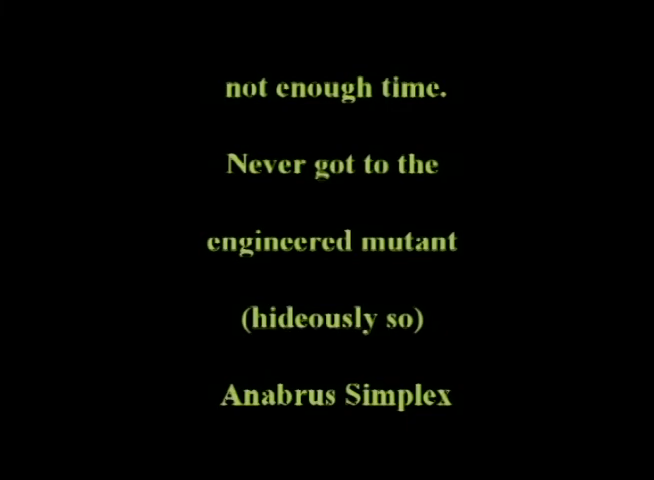 not enough time.
Never got to the
engineered mutant
(hideously so)
Anabrus Simplex